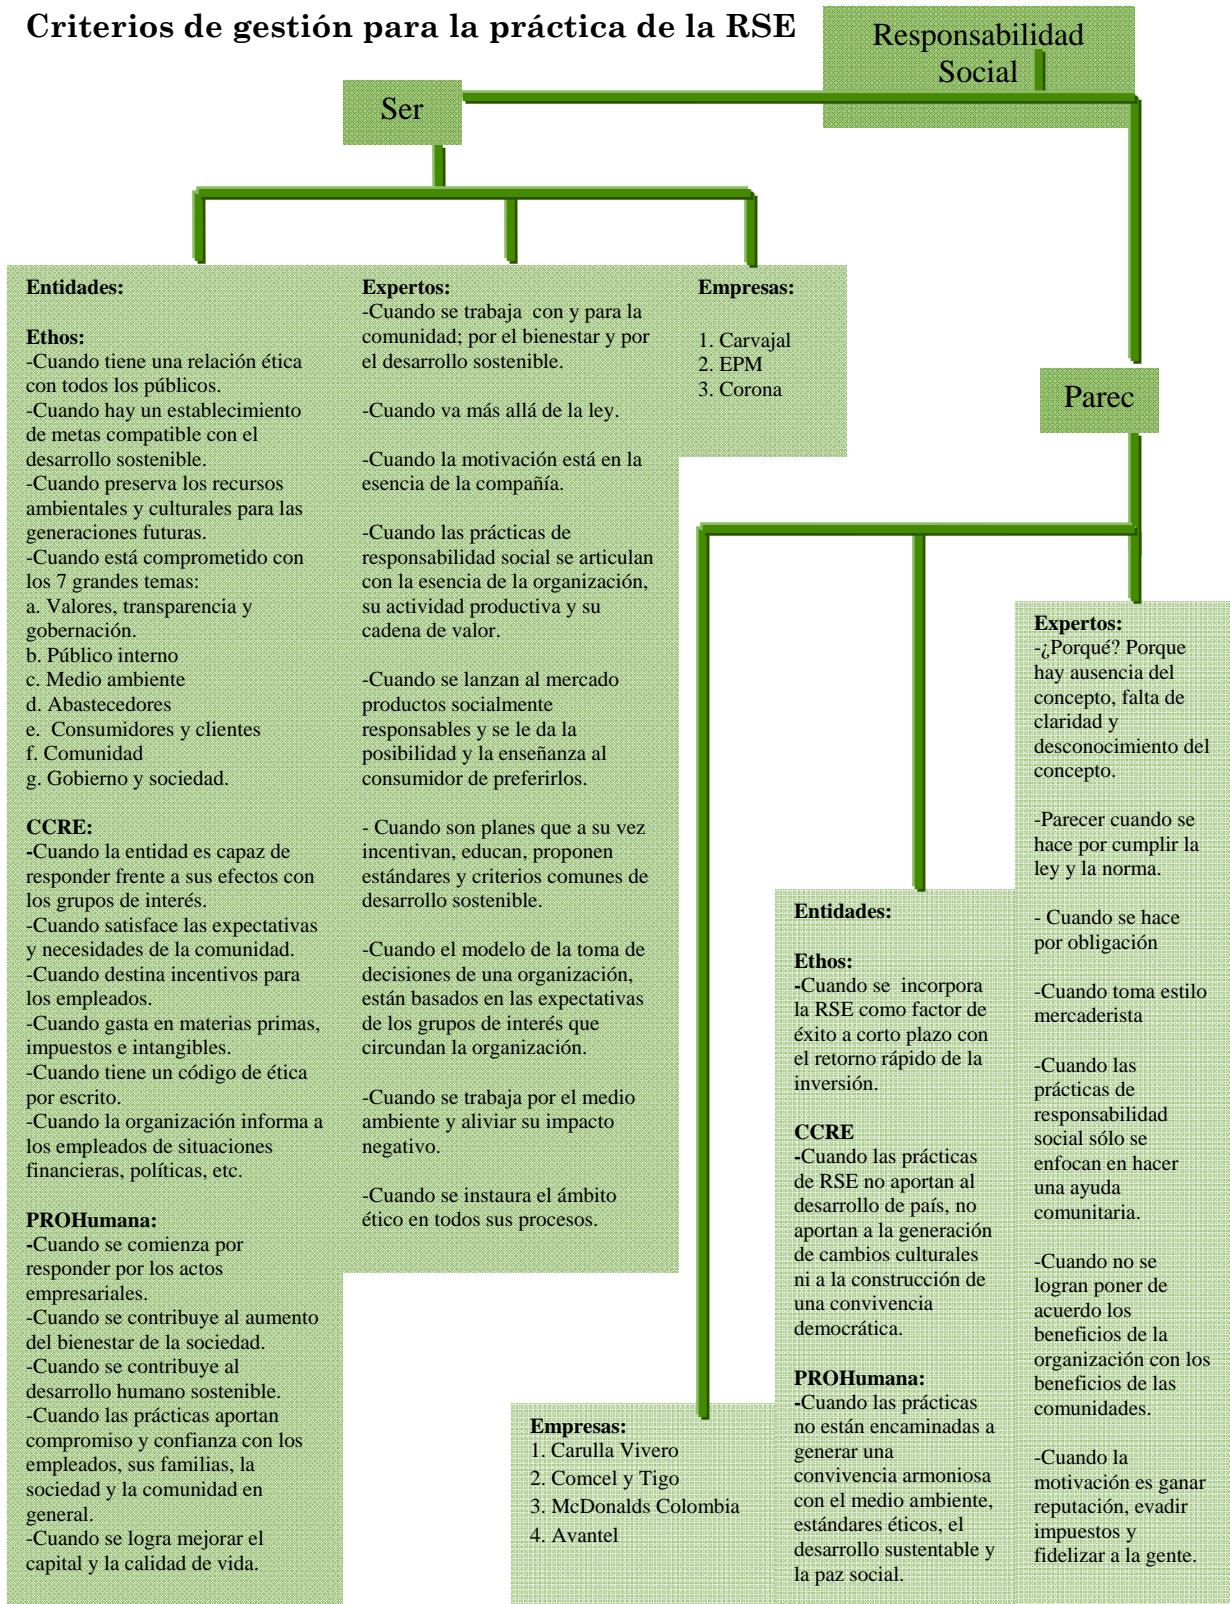 Criterios de gestión para la práctica de la RSE
Responsabilidad
Social
Ser
Entidades:
Ethos:
-Cuando tiene una relación ética
con todos los públicos.
-Cuando hay un establecimiento
de metas compatible con el
desarrollo sostenible.
-Cuando preserva los recursos
ambientales y culturales para las
generaciones futuras.
-Cuando está comprometido con
los 7 grandes temas:
a. Valores, transparencia y
gobernación.
b. Público interno
c. Medio ambiente
d. Abastecedores
e. Consumidores y clientes
f. Comunidad
g. Gobierno y sociedad.
CCRE:
-Cuando la entidad es capaz de
responder frente a sus efectos con
los grupos de interés.
-Cuando satisface las expectativas
y necesidades de la comunidad.
-Cuando destina incentivos para
los empleados.
-Cuando gasta en materias primas,
impuestos e intangibles.
-Cuando tiene un código de ética
por escrito.
-Cuando la organización informa a
los empleados de situaciones
financieras, políticas, etc.
PROHumana:
-Cuando se comienza por
responder por los actos
empresariales.
-Cuando se contribuye al aumento
del bienestar de la sociedad.
-Cuando se contribuye al
desarrollo humano sostenible.
-Cuando las prácticas aportan
compromiso y confianza con los
empleados, sus familias, la
sociedad y la comunidad en
general.
-Cuando se logra mejorar el
capital y la calidad de vida.
Expertos:
-Cuando se trabaja con y para la
comunidad; por el bienestar y por
el desarrollo sostenible.
-Cuando va más allá de la ley.
-Cuando la motivación está en la
esencia de la compañía.
-Cuando las prácticas de
responsabilidad social se articulan
con la esencia de la organización,
su actividad productiva y su
cadena de valor.
-Cuando se lanzan al mercado
productos socialmente
responsables y se le da la
posibilidad y la enseñanza al
consumidor de preferirlos.
- Cuando son planes que a su vez
incentivan, educan, proponen
estándares y criterios comunes de
desarrollo sostenible.
-Cuando el modelo de la toma de
decisiones de una organización,
están basados en las expectativas
de los grupos de interés que
circundan la organización.
-Cuando se trabaja por el medio
ambiente y aliviar su impacto
negativo.
-Cuando se instaura el ámbito
ético en todos sus procesos.
Empresas:
1. Carvajal
2. EPM
3. Corona
Parec
Empresas:
1. Carulla Vivero
2. Comcel y Tigo
3. McDonalds Colombia
4. Avantel
Entidades:
Ethos:
-Cuando se incorpora
la RSE como factor de
éxito a corto plazo con
el retorno rápido de la
inversión.
CCRE
-Cuando las prácticas
de RSE no aportan al
desarrollo de país, no
aportan a la generación
de cambios culturales
ni a la construcción de
una convivencia
democrática.
PROHumana:
-Cuando las prácticas
no están encaminadas a
generar una
convivencia armoniosa
con el medio ambiente,
estándares éticos, el
desarrollo sustentable y
la paz social.
Expertos:
-¿Porqué? Porque
hay ausencia del
concepto, falta de
claridad y
desconocimiento del
concepto.
-Parecer cuando se
hace por cumplir la
ley y la norma.
- Cuando se hace
por obligación
-Cuando toma estilo
mercaderista
-Cuando las
prácticas de
responsabilidad
social sólo se
enfocan en hacer
una ayuda
comunitaria.
-Cuando no se
logran poner de
acuerdo los
beneficios de la
organización con los
beneficios de las
comunidades.
-Cuando la
motivación es ganar
reputación, evadir
impuestos y
fidelizar a la gente.